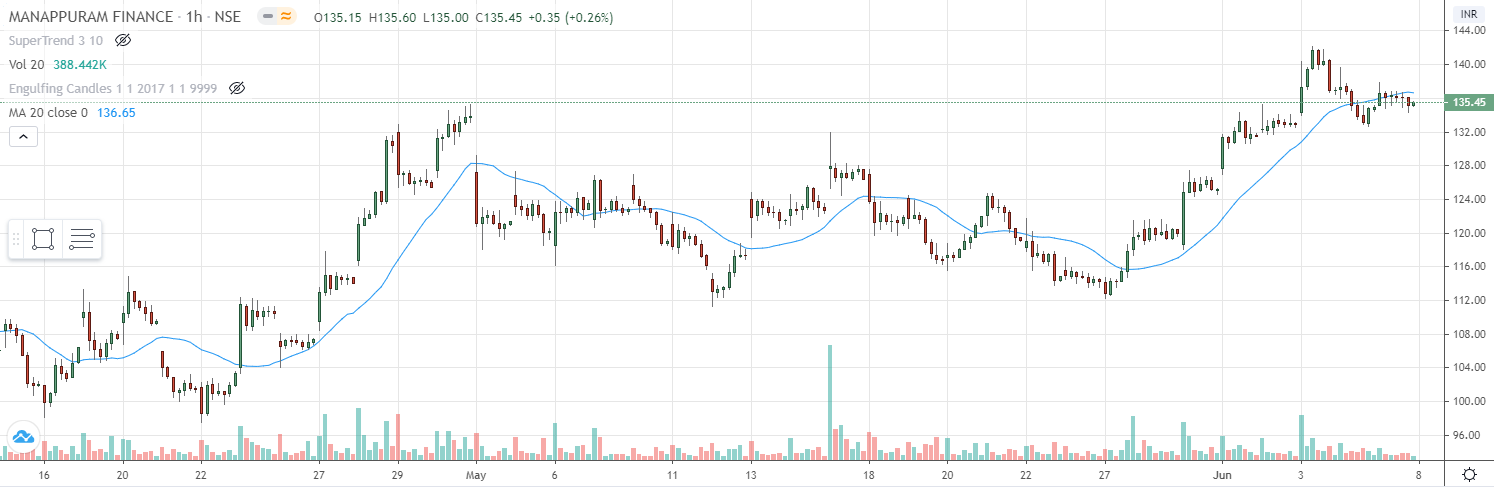 MANAPPURAM FINANCE · 1h · NSE O135.15 H135.60 L135.00 C135.45 +0.35 (+0.26%)
SuperTrend 3 10
Vol 20 388.442K
Engulfing Candles 1 1 2017 1 1 9999
MA 20 close 0 136.65
INR
144.00
140.00
135.45
132.00
128.00
124.00
120.00
116.00
112.00
108.00
104.00
100.00
96.00
16 20 22 27 29 May 6 11 13 18 20 22 27 Jun 3 8